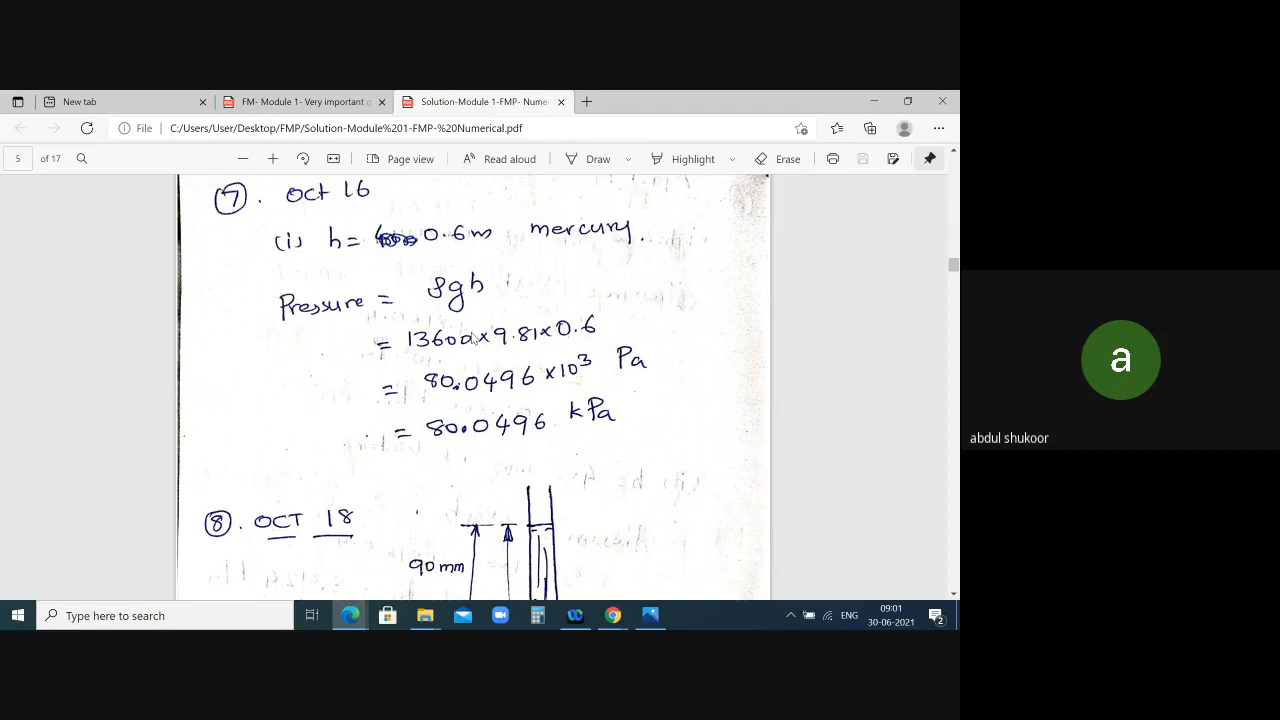 New tab
FM- Module 1- Very important q
Solution-Module 1-FMP- Nume
File
C:/Users/User/Desktop/FMP/Solution-Module%201-FMP-%20Numerical.pdf
5 of 17
Page view
Read aloud
Draw
Highlight
Erase
7. Oct 16
(i) h = 0.6m mercury.
Pressure = ρgh
= 13600 × 9.81 × 0.6
= 80.0496 × 10³ Pa
= 80.0496 kPa
8. OCT 18
90mm
a
abdul shukoor
Type here to search
ENG
09:01
30-06-2021
2